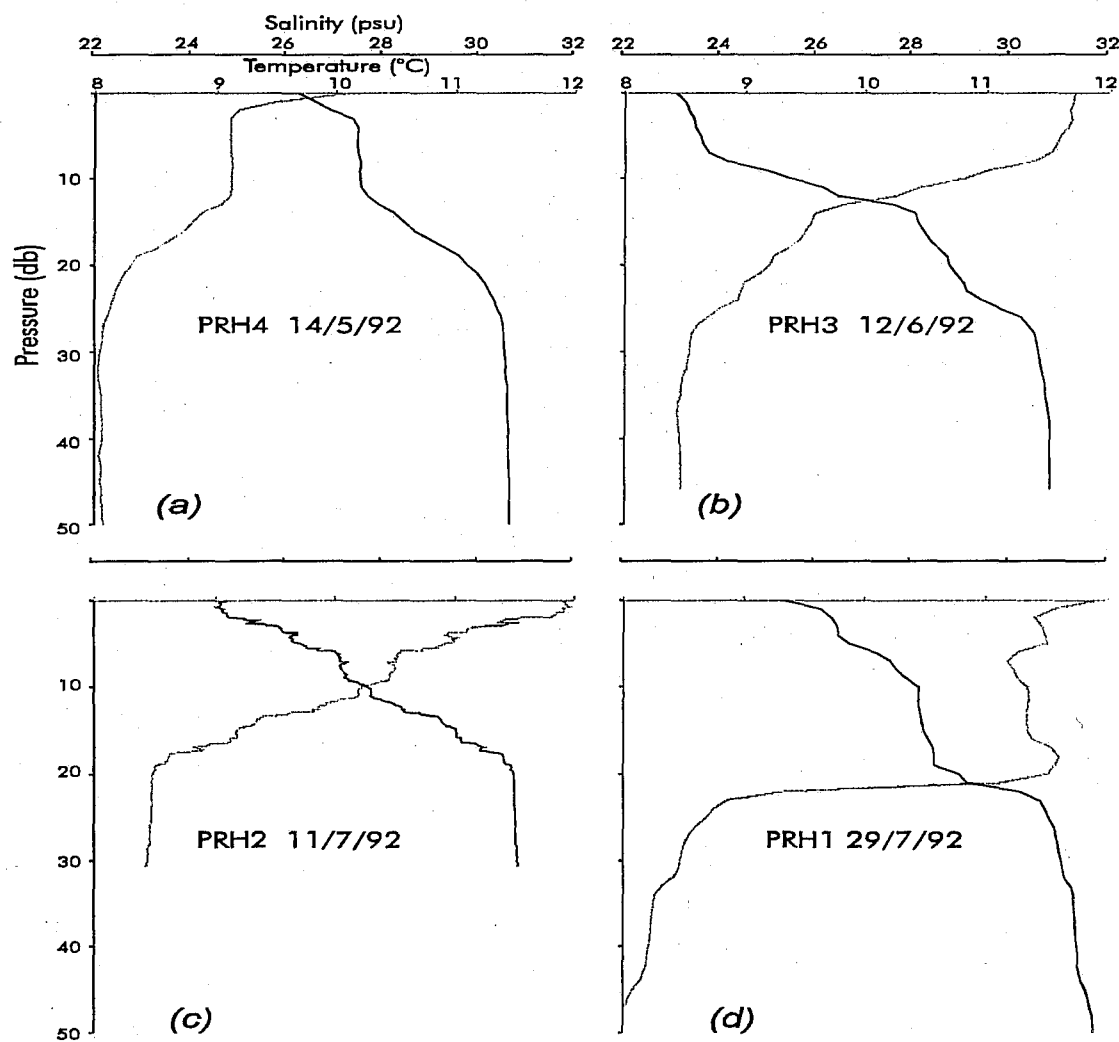 Salinity (psu)
22 24 26 28 30 32
Temperature (°C)
8 9 10 11 12
22 24 26 28 30 32
8 9 10 11 12
Pressure (db)
10
20
30
40
50
PRH4 14/5/92
(a)
PRH3 12/6/92
(b)
10
20
30
40
50
PRH2 11/7/92
(c)
PRH1 29/7/92
(d)